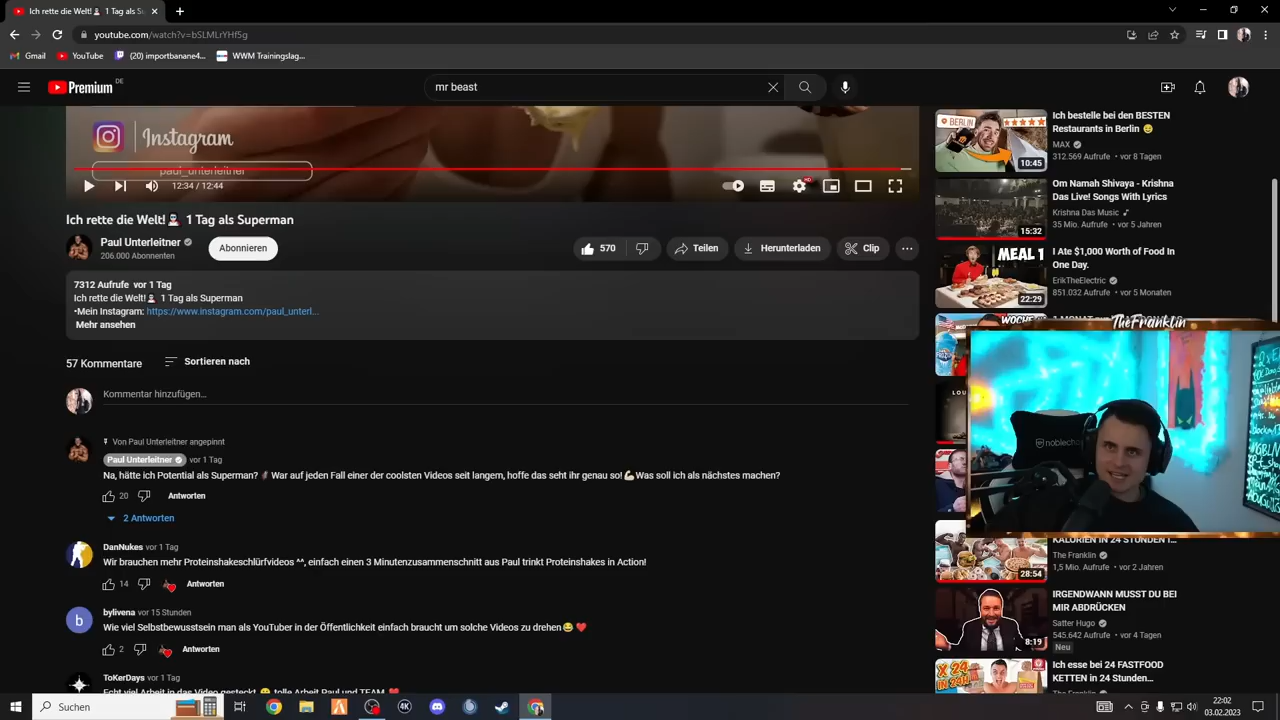 Ich rette die Welt! 1 Tag als Su
youtube.com/watch?v=bSLMLrYHf5g
Gmail
YouTube
(20) importbanane4...
WWM Trainingslag...
Premium DE
mr beast
Instagram
paul_unterleitner
12:34 / 12:44
Ich rette die Welt!🦸🏻 1 Tag als Superman
Paul Unterleitner
206.000 Abonnenten
Abonnieren
570
Teilen
Herunterladen
Clip
7312 Aufrufe vor 1 Tag
Ich rette die Welt!🦸🏻 1 Tag als Superman
•Mein Instagram: https://www.instagram.com/paul_unterl...
Mehr ansehen
57 Kommentare
Sortieren nach
Kommentar hinzufügen...
Von Paul Unterleitner angepinnt
Paul Unterleitner vor 1 Tag
Na, hätte ich Potential als Superman? War auf jeden Fall einer der coolsten Videos seit langem, hoffe das seht ihr genau so!💪🏻Was soll ich als nächstes machen?
20
Antworten
2 Antworten
DanNukes vor 1 Tag
Wir brauchen mehr Proteinshakeschlürfvideos ^^, einfach einen 3 Minutenzusammenschnitt aus Paul trinkt Proteinshakes in Action!
14
Antworten
b
bylivena vor 15 Stunden
Wie viel Selbstbewusstsein man als YouTuber in der Öffentlichkeit einfach braucht um solche Videos zu drehen😂 ❤️
2
Antworten
ToKerDays vor 1 Tag
Echt viel Arbeit in das Video gesteckt, tolle Arbeit Paul und TEAM ❤️
BERLIN
10:45
Ich bestelle bei den BESTEN
Restaurants in Berlin
MAX
312.569 Aufrufe • vor 8 Tagen
15:32
Om Namah Shivaya - Krishna
Das Live! Songs With Lyrics
Krishna Das Music
35 Mio. Aufrufe • vor 5 Jahren
MEAL 1
22:29
I Ate $1,000 Worth of Food In
One Day.
ErikTheElectric
851.032 Aufrufe • vor 5 Monaten
TheFranklin
noblecha
KALORIEN IN 24 STUNDEN I...
The Franklin
1,5 Mio. Aufrufe • vor 2 Jahren
28:54
IRGENDWANN MUSST DU BEI
MIR ABDRÜCKEN
Satter Hugo
545.642 Aufrufe • vor 4 Tagen
Neu
8:19
X 24
IN 24H
Ich esse bei 24 FASTFOOD
KETTEN in 24 Stunden...
Suchen
4K
22:02
03.02.2023